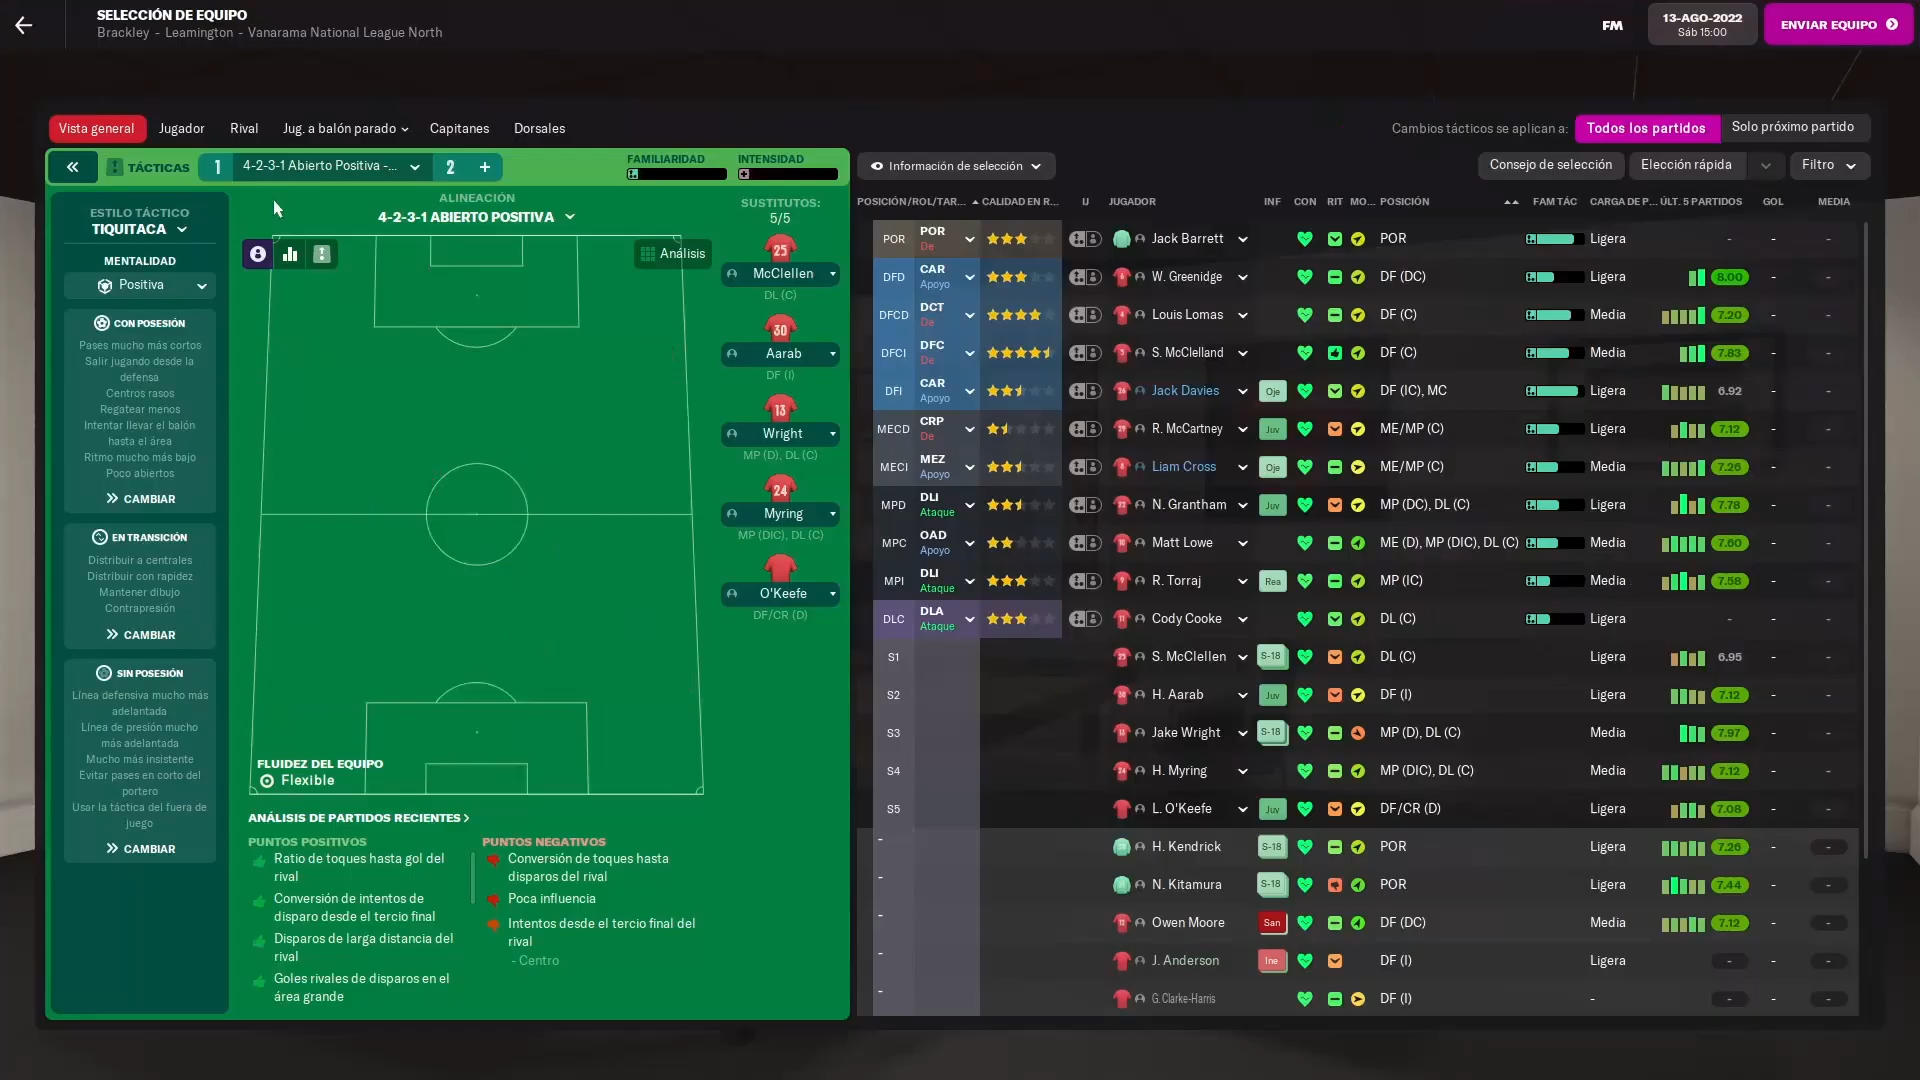 SELECCIÓN DE EQUIPO
Brackley - Leamington - Vanarama National League North
FM
13-AGO-2022
Sáb 15:00
ENVIAR EQUIPO
Vista general
Jugador
Rival
Jug. a balón parado
Capitanes
Dorsales
Cambios tácticos se aplican a:
Todos los partidos
Solo próximo partido
TÁCTICAS
1
4-2-3-1 Abierto Positiva -...
2
+
FAMILIARIDAD
INTENSIDAD
Información de selección
Consejo de selección
Elección rápida
Filtro
ESTILO TÁCTICO
TIQUITACA
MENTALIDAD
Positiva
CON POSESIÓN
Pases mucho más cortos
Salir jugando desde la
defensa
Centros rasos
Regatear menos
Intentar llevar el balón
hasta el área
Ritmo mucho más bajo
Poco abiertos
CAMBIAR
EN TRANSICIÓN
Distribuir a centrales
Distribuir con rapidez
Mantener dibujo
Contrapresión
CAMBIAR
SIN POSESIÓN
Línea defensiva mucho más
adelantada
Línea de presión mucho
más adelantada
Mucho más insistente
Evitar pases en corto del
portero
Usar la táctica del fuera de
juego
CAMBIAR
ALINEACIÓN
4-2-3-1 ABIERTO POSITIVA
Análisis
SUSTITUTOS:
5/5
25
McClellen
DL (C)
30
Aarab
DF (I)
13
Wright
MP (D), DL (C)
24
Myring
MP (DIC), DL (C)
O'Keefe
DF/CR (D)
FLUIDEZ DEL EQUIPO
Flexible
ANÁLISIS DE PARTIDOS RECIENTES
PUNTOS POSITIVOS
Ratio de toques hasta gol del
rival
Conversión de intentos de
disparo desde el tercio final
Disparos de larga distancia del
rival
Goles rivales de disparos en el
área grande
PUNTOS NEGATIVOS
Conversión de toques hasta
disparos del rival
Poca influencia
Intentos desde el tercio final del
rival
- Centro
POSICIÓN/ROL/TAR... CALIDAD EN R... IJ JUGADOR INF CON RIT MO... POSICIÓN FAM TÁC CARGA DE P... ÚLT. 5 PARTIDOS GOL MEDIA
POR POR De Jack Barrett POR Ligera - - -
DFD CAR Apoyo W. Greenidge DF (DC) Ligera 8.00 - -
DFCD DCT De Louis Lomas DF (C) Media 7.20 - -
DFCI DFC De S. McClelland DF (C) Media 7.83 - -
DFI CAR Apoyo Jack Davies Oje DF (IC), MC Ligera 6.92 - -
MECD CRP De R. McCartney Juv ME/MP (C) Ligera 7.12 - -
MECI MEZ Apoyo Liam Cross Oje ME/MP (C) Media 7.26 - -
MPD DLI Ataque N. Grantham Juv MP (DC), DL (C) Ligera 7.78 - -
MPC OAD Apoyo Matt Lowe ME (D), MP (DIC), DL (C) Media 7.60 - -
MPI DLI Ataque R. Torraj Rea MP (IC) Media 7.58 - -
DLC DLA Ataque Cody Cooke DL (C) Ligera - - -
S1 S. McClellen S-18 DL (C) Ligera 6.95 - -
S2 H. Aarab Juv DF (I) Ligera 7.12 - -
S3 Jake Wright S-18 MP (D), DL (C) Media 7.97 - -
S4 H. Myring MP (DIC), DL (C) Media 7.12 - -
S5 L. O'Keefe Juv DF/CR (D) Ligera 7.08 - -
- H. Kendrick S-18 POR Ligera 7.26 - -
- N. Kitamura S-18 POR Ligera 7.44 - -
- Owen Moore San DF (DC) Media 7.12 - -
- J. Anderson Ine DF (I) Ligera - - -
- G. Clarke-Harris DF (I) - - - -